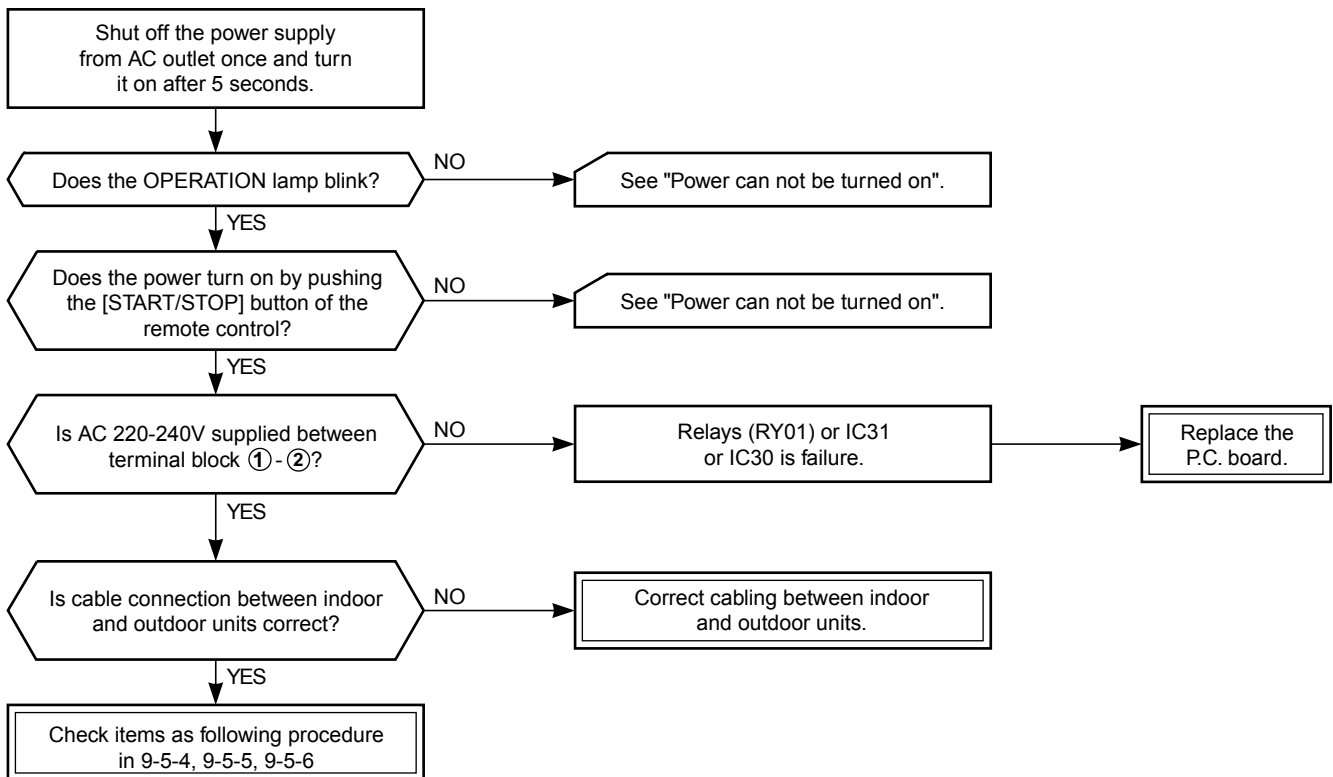 Shut off the power supply
from AC outlet once and turn
it on after 5 seconds.
Does the OPERATION lamp blink?
NO
See "Power can not be turned on".
YES
Does the power turn on by pushing
the [START/STOP] button of the
remote control?
NO
See "Power can not be turned on".
YES
Is AC 220-240V supplied between
terminal block ① - ②?
NO
Relays (RY01) or IC31
or IC30 is failure.
Replace the
P.C. board.
YES
Is cable connection between indoor
and outdoor units correct?
NO
Correct cabling between indoor
and outdoor units.
YES
Check items as following procedure
in 9-5-4, 9-5-5, 9-5-6